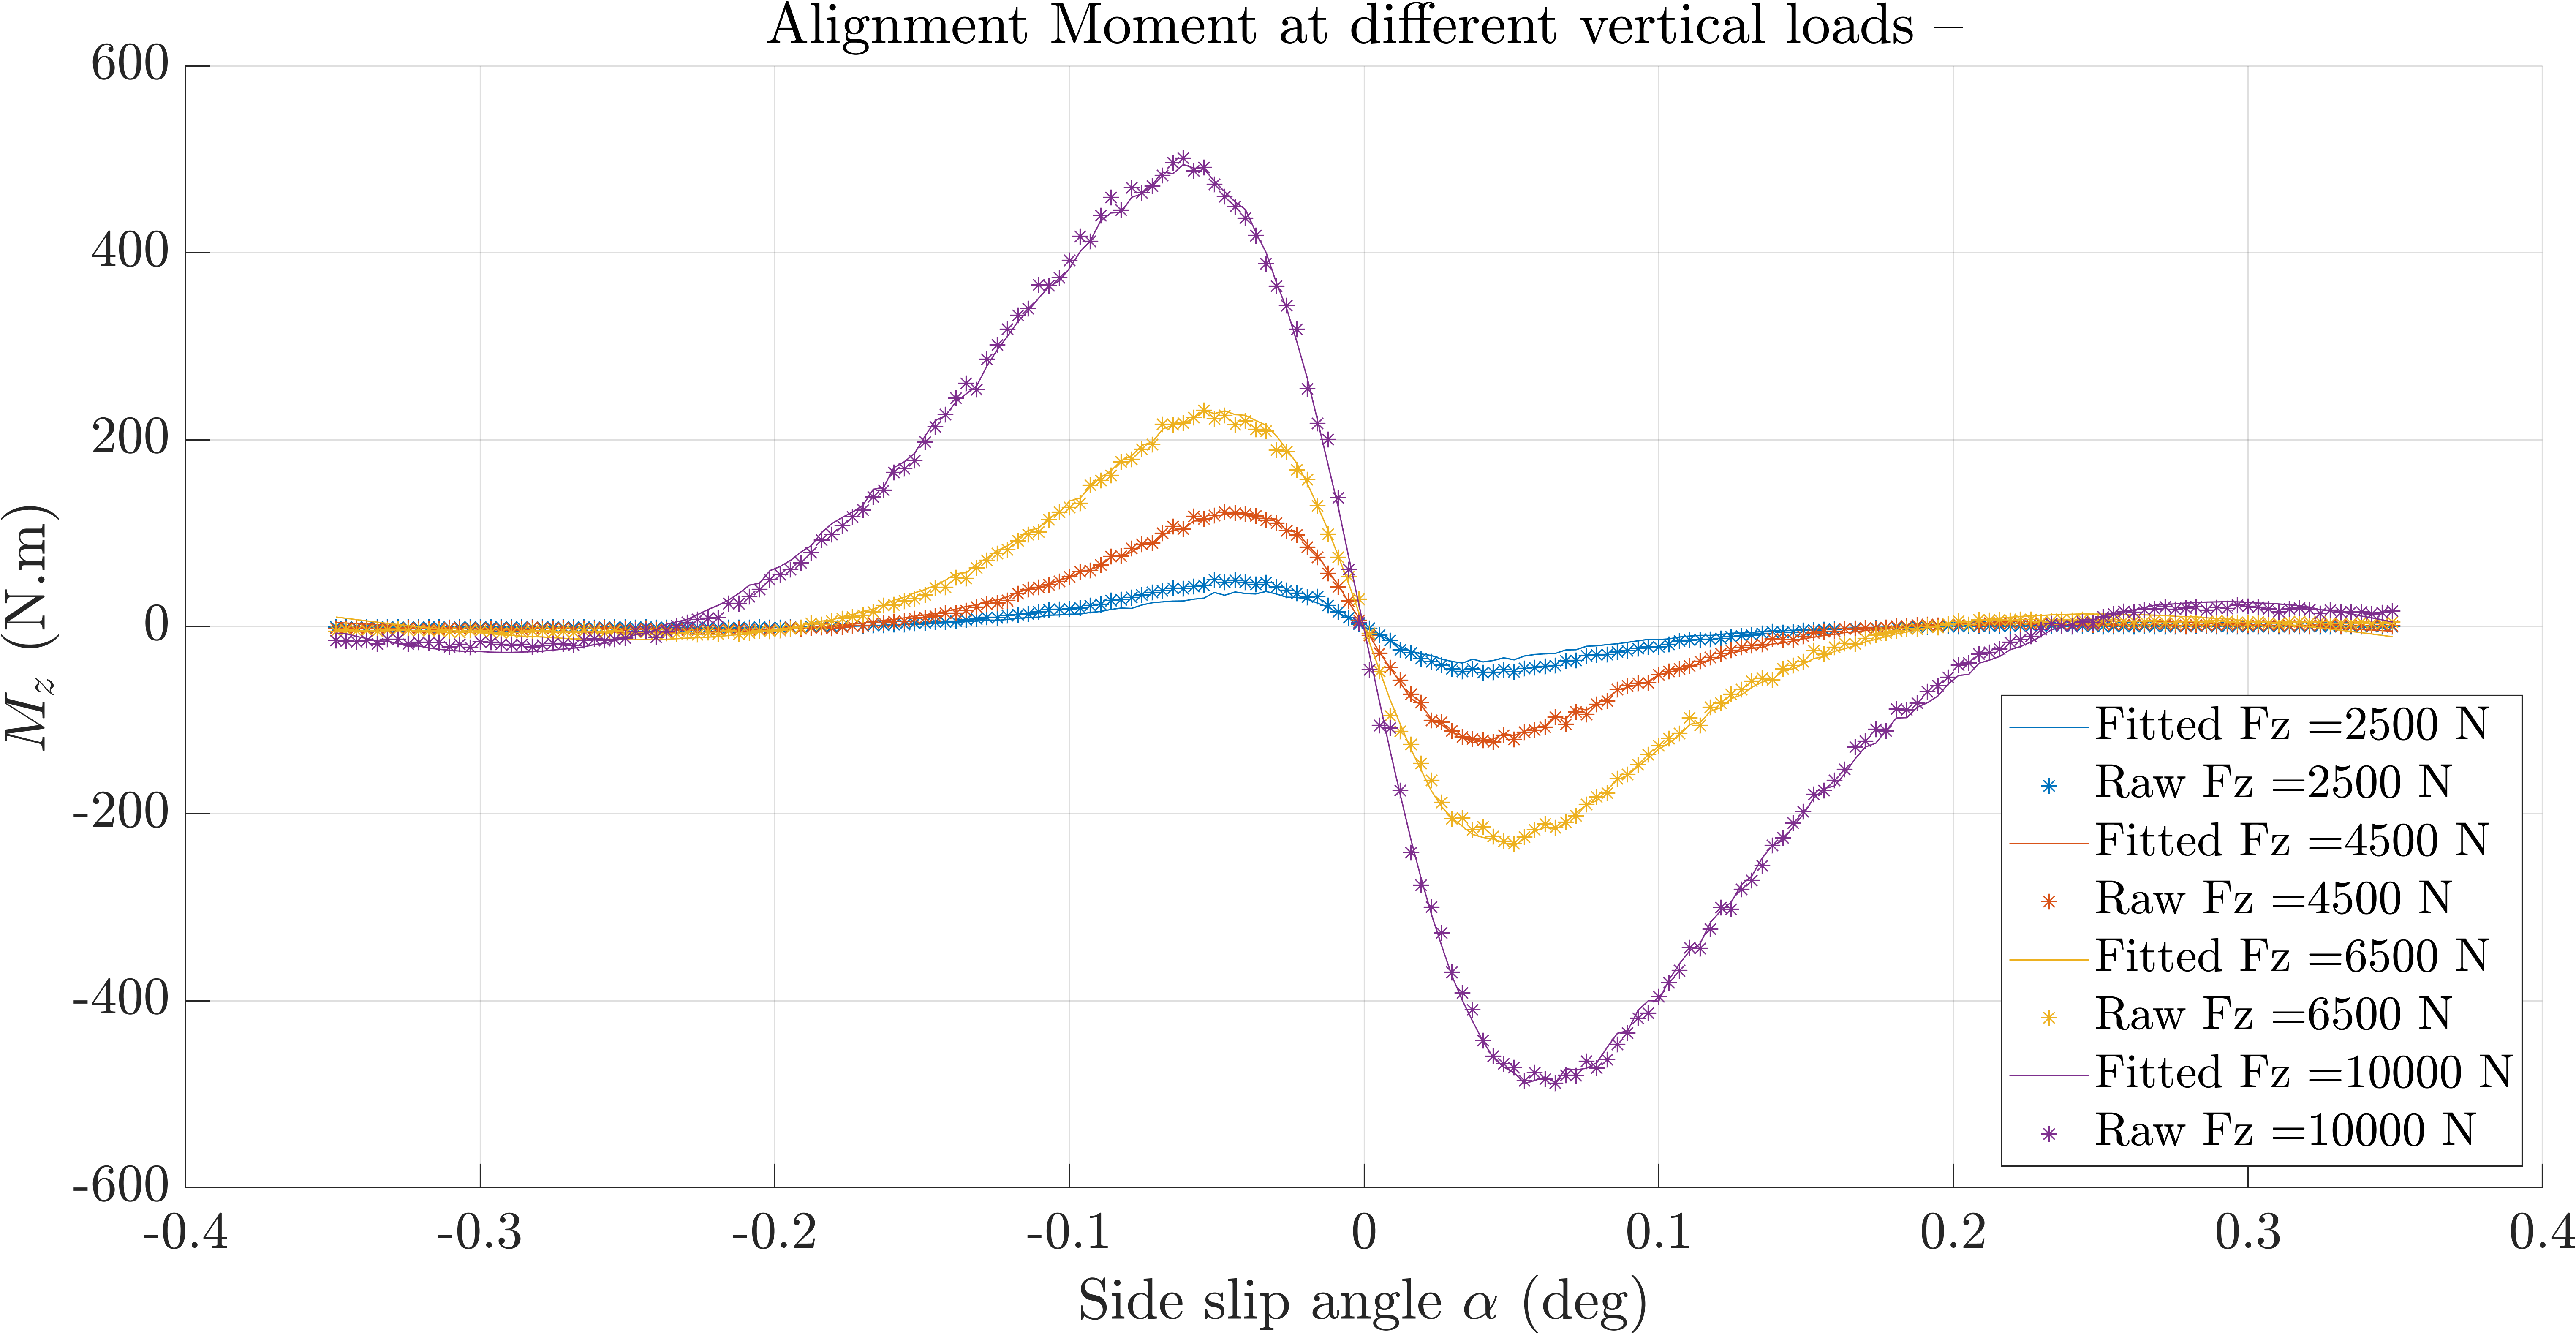 Alignment Moment at different vertical loads –
600
400
200
0
-200
-400
-600
M_z (N.m)
-0.4 -0.3 -0.2 -0.1 0 0.1 0.2 0.3 0.4
Side slip angle α (deg)
Fitted Fz =2500 N
Raw Fz =2500 N
Fitted Fz =4500 N
Raw Fz =4500 N
Fitted Fz =6500 N
Raw Fz =6500 N
Fitted Fz =10000 N
Raw Fz =10000 N